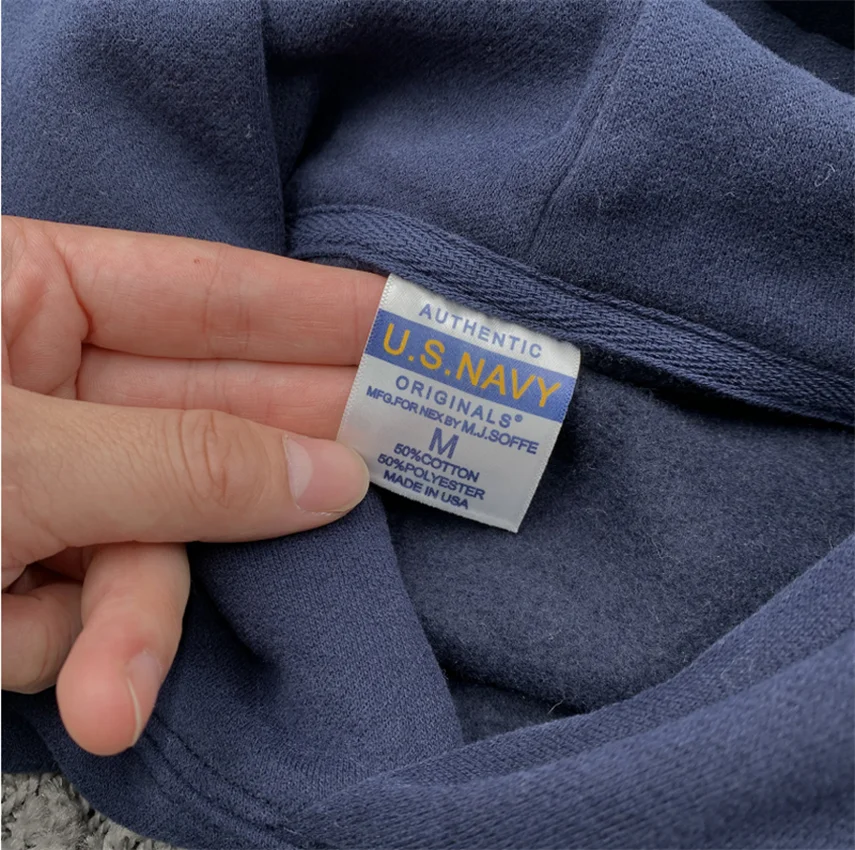 AUTHENTIC
U.S.NAVY
ORIGINALS®
MFG.FOR NEX BY M.J.SOFFE
M
50%COTTON
50%POLYESTER
MADE IN USA